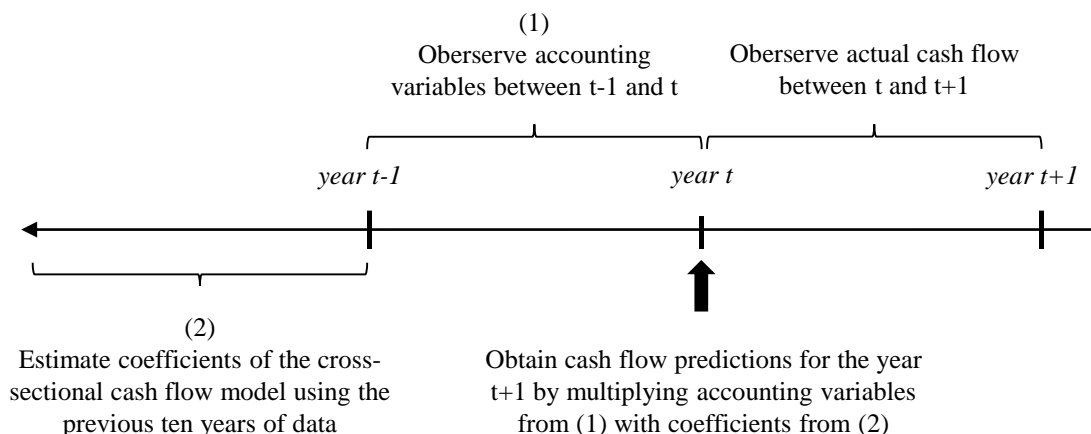 (1)
Oberserve accounting
variables between t-1 and t
Oberserve actual cash flow
between t and t+1
year t-1
year t
year t+1
(2)
Estimate coefficients of the cross-
sectional cash flow model using the
previous ten years of data
Obtain cash flow predictions for the year
t+1 by multiplying accounting variables
from (1) with coefficients from (2)